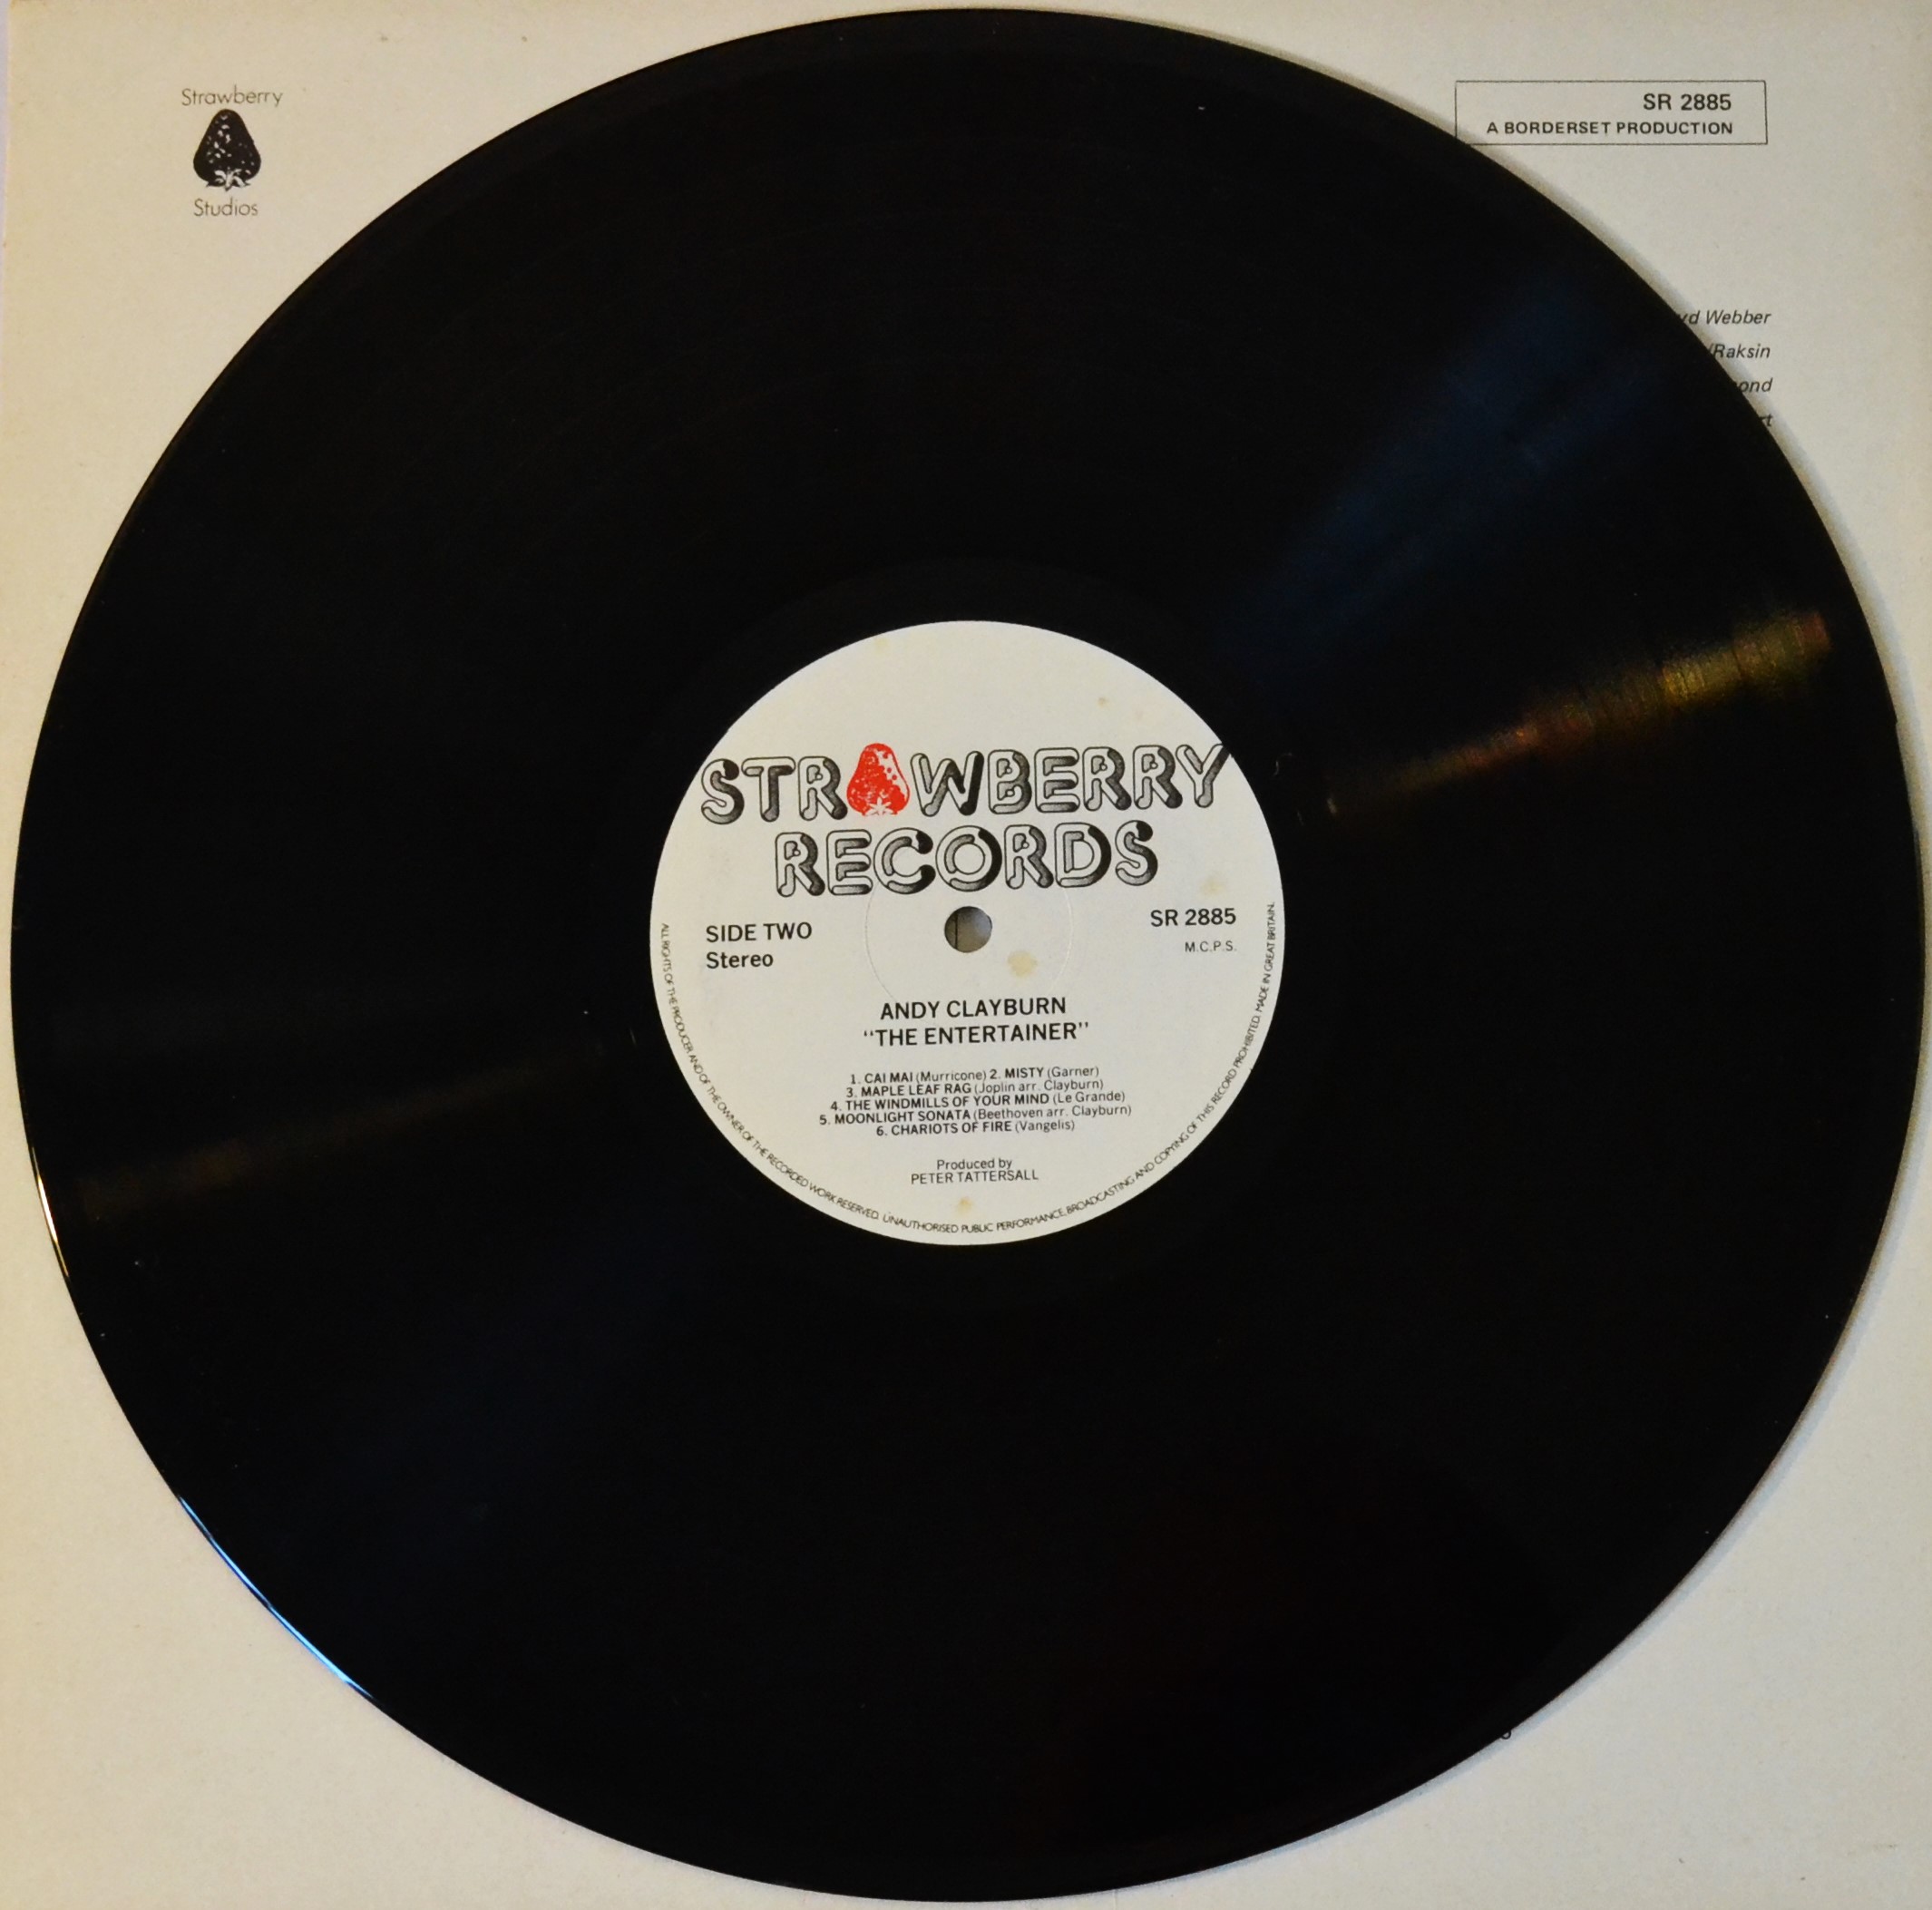 Strawberry
Studios
SR 2885
A BORDERSET PRODUCTION
Webber
/Raksin
STRAWBERRY
RECORDS
SIDE TWO
Stereo
SR 2885
M.C.P.S.
ANDY CLAYBURN
"THE ENTERTAINER"
1. CAI MAI (Murricone) 2. MISTY (Garner)
3. MAPLE LEAF RAG (Joplin arr. Clayburn)
4. THE WINDMILLS OF YOUR MIND (Le Grande)
5. MOONLIGHT SONATA (Beethoven arr. Clayburn)
6. CHARIOTS OF FIRE (Vangelis)
Produced by
PETER TATTERSALL
ALL RIGHTS OF THE PRODUCER AND OF THE OWNER OF THE RECORDED WORK RESERVED. UNAUTHORISED PUBLIC PERFORMANCE, BROADCASTING AND COPYING OF THIS RECORD PROHIBITED. MADE IN GREAT BRITAIN.